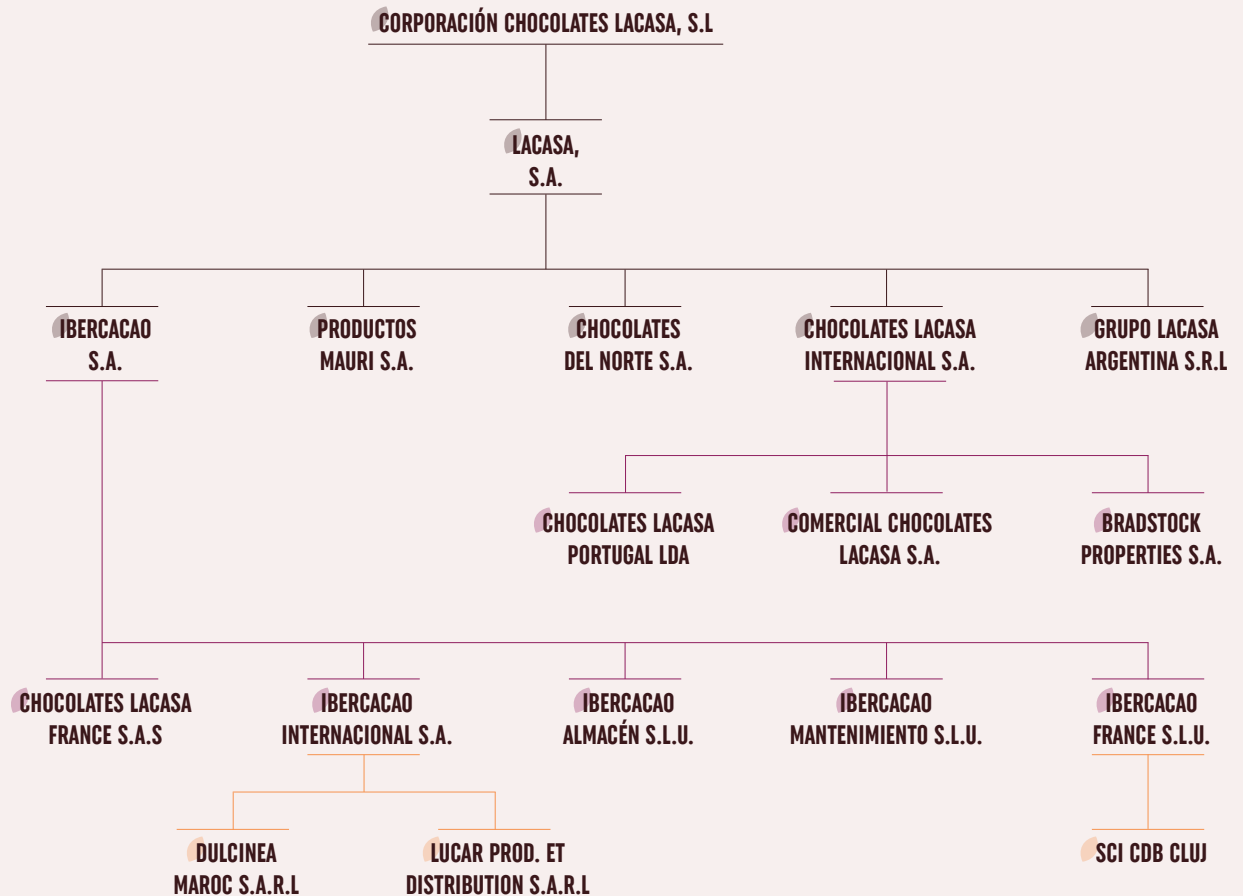 CORPORACIÓN CHOCOLATES LACASA, S.L
LACASA,
S.A.
IBERCACAO
S.A.
PRODUCTOS
MAURI S.A.
CHOCOLATES
DEL NORTE S.A.
CHOCOLATES LACASA
INTERNACIONAL S.A.
GRUPO LACASA
ARGENTINA S.R.L
CHOCOLATES LACASA
PORTUGAL LDA
COMERCIAL CHOCOLATES
LACASA S.A.
BRADSTOCK
PROPERTIES S.A.
CHOCOLATES LACASA
FRANCE S.A.S
IBERCACAO
INTERNACIONAL S.A.
IBERCACAO
ALMACÉN S.L.U.
IBERCACAO
MANTENIMIENTO S.L.U.
IBERCACAO
FRANCE S.L.U.
DULCINEA
MAROC S.A.R.L
LUCAR PROD. ET
DISTRIBUTION S.A.R.L
SCI CDB CLUJ